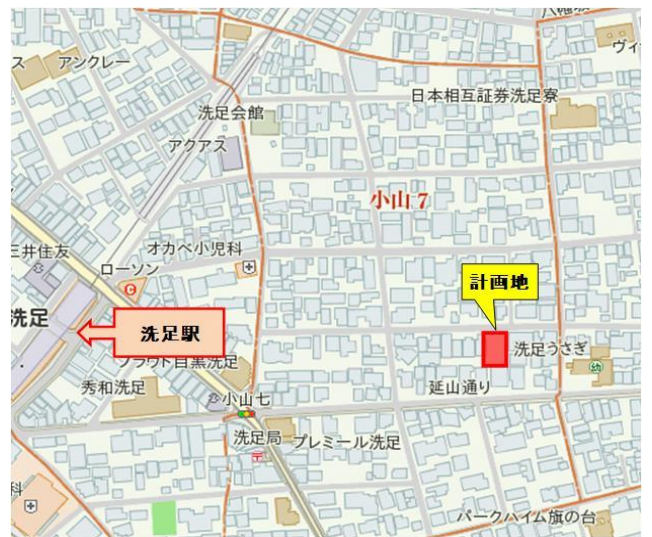 アンクレー
日本相互証券洗足寮
洗足会館
アクアス
小山7
三井住友
オカベ小児科
ローソン
計画地
洗足
洗足駅
洗足うさぎ
プラウド目黒洗足
秀和洗足
延山通り
小山七
洗足局
プレミール洗足
科
パークハイム旗の台